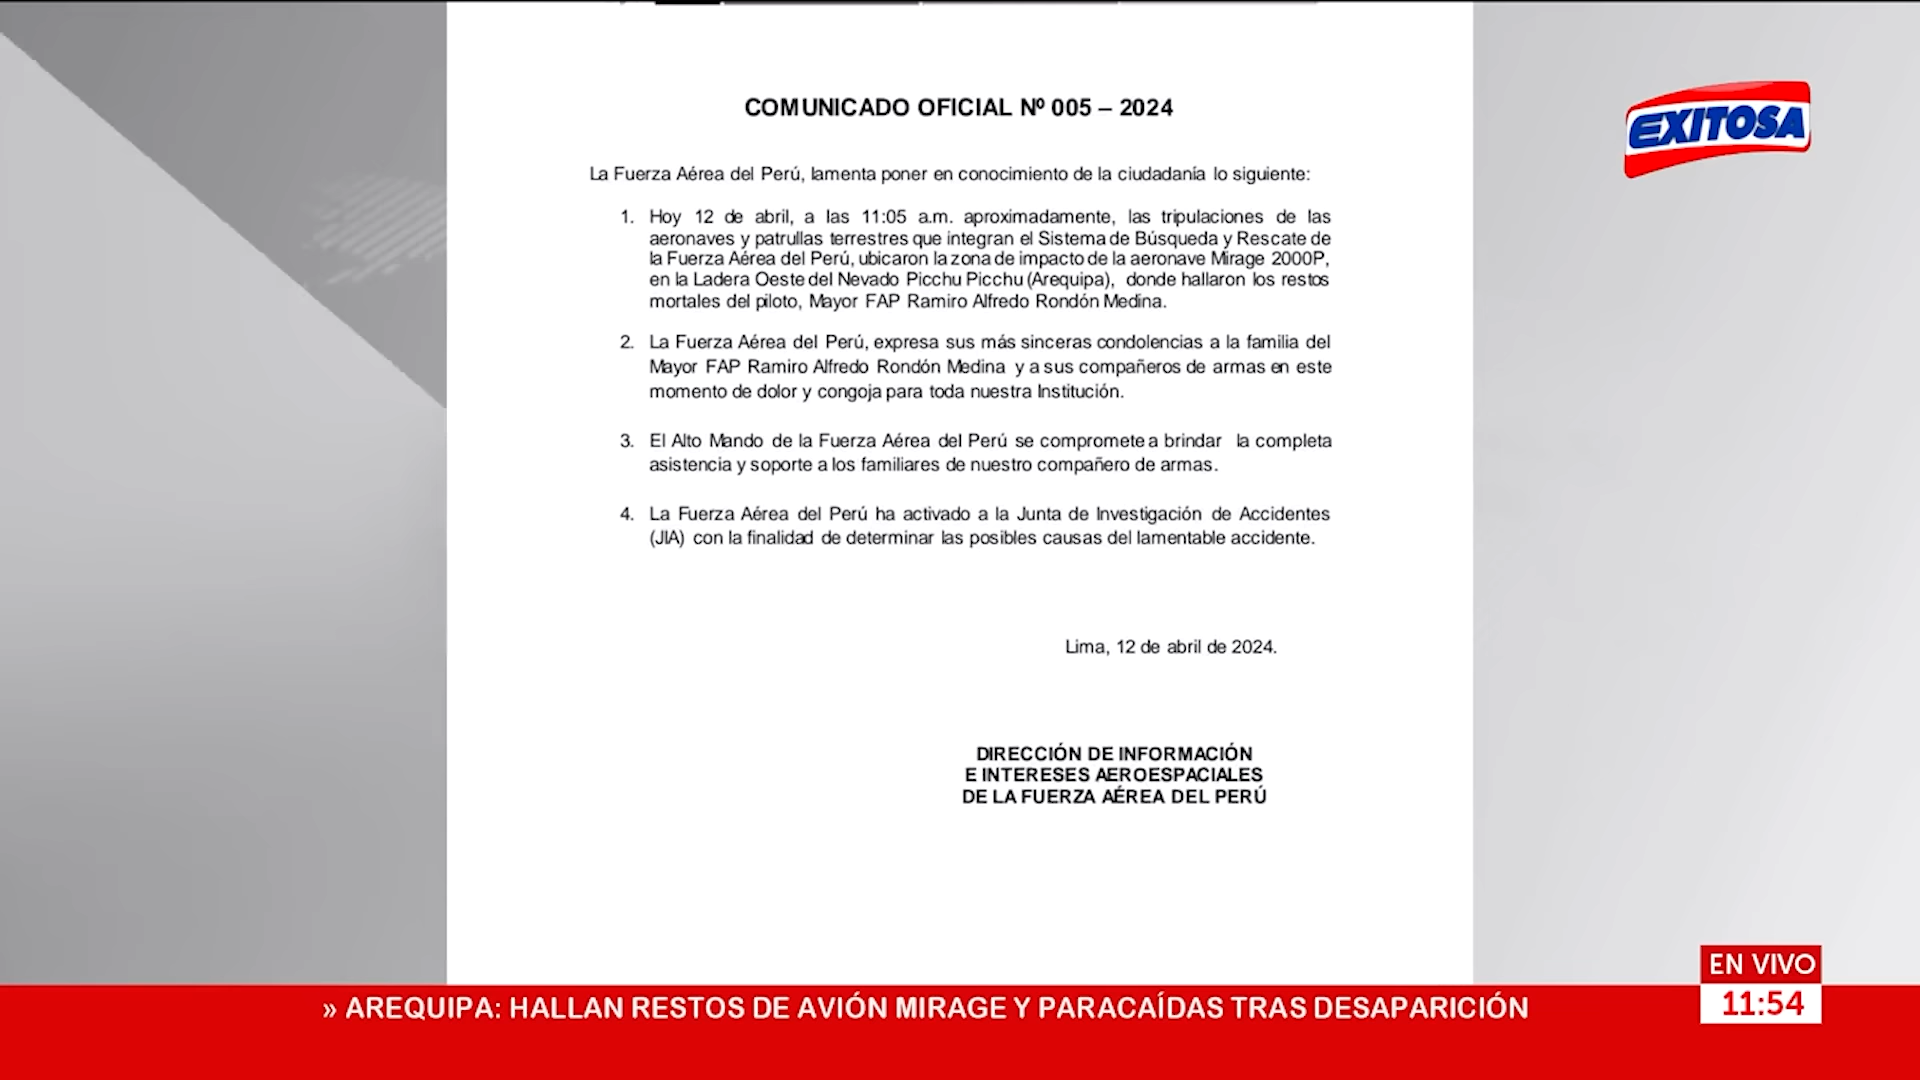 COMUNICADO OFICIAL Nº 005 – 2024
EXITOSA
La Fuerza Aérea del Perú, lamenta poner en conocimiento de la ciudadanía lo siguiente:
1. Hoy 12 de abril, a las 11:05 a.m. aproximadamente, las tripulaciones de las
aeronaves y patrullas terrestres que integran el Sistema de Búsqueda y Rescate de
la Fuerza Aérea del Perú, ubicaron la zona de impacto de la aeronave Mirage 2000P,
en la Ladera Oeste del Nevado Picchu Picchu (Arequipa), donde hallaron los restos
mortales del piloto, Mayor FAP Ramiro Alfredo Rondón Medina.
2. La Fuerza Aérea del Perú, expresa sus más sinceras condolencias a la familia del
Mayor FAP Ramiro Alfredo Rondón Medina y a sus compañeros de armas en este
momento de dolor y congoja para toda nuestra Institución.
3. El Alto Mando de la Fuerza Aérea del Perú se compromete a brindar la completa
asistencia y soporte a los familiares de nuestro compañero de armas.
4. La Fuerza Aérea del Perú ha activado a la Junta de Investigación de Accidentes
(JIA) con la finalidad de determinar las posibles causas del lamentable accidente.
Lima, 12 de abril de 2024.
DIRECCIÓN DE INFORMACIÓN
E INTERESES AEROESPACIALES
DE LA FUERZA AÉREA DEL PERÚ
EN VIVO
11:54
» AREQUIPA: HALLAN RESTOS DE AVIÓN MIRAGE Y PARACAÍDAS TRAS DESAPARICIÓN